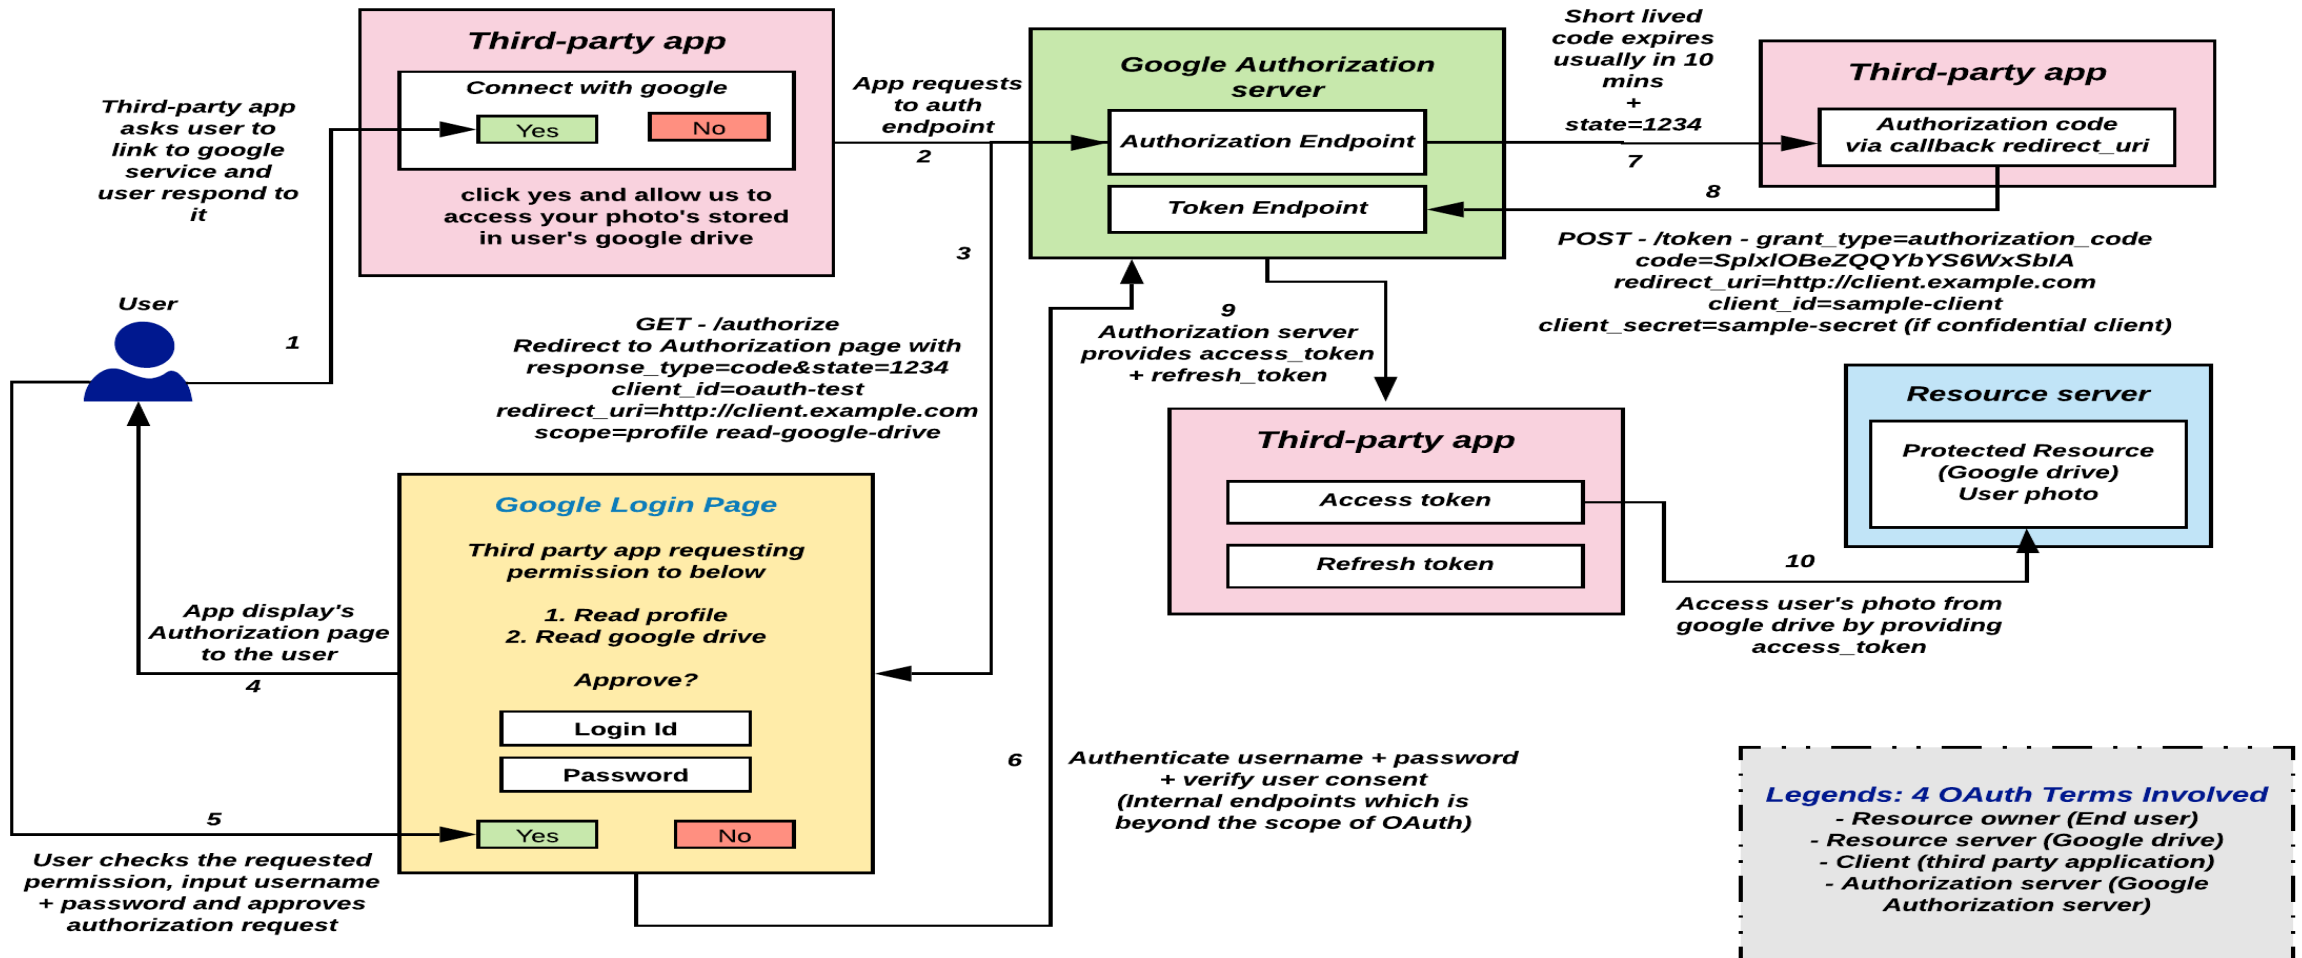 Third-party app
asks user to
link to google
service and
user respond to
it
Third-party app
Connect with google
Yes
No
click yes and allow us to
access your photo's stored
in user's google drive
App requests
to auth
endpoint
2
Google Authorization
server
Authorization Endpoint
Token Endpoint
Short lived
code expires
usually in 10
mins
+
state=1234
7
Third-party app
Authorization code
via callback redirect_uri
8
POST - /token - grant_type=authorization_code
code=SplxlOBeZQQYbYS6WxSbIA
redirect_uri=http://client.example.com
client_id=sample-client
client_secret=sample-secret (if confidential client)
User
1
3
GET - /authorize
Redirect to Authorization page with
response_type=code&state=1234
client_id=oauth-test
redirect_uri=http://client.example.com
scope=profile read-google-drive
9
Authorization server
provides access_token
+ refresh_token
Third-party app
Access token
Refresh token
Resource server
Protected Resource
(Google drive)
User photo
10
Access user's photo from
google drive by providing
access_token
Google Login Page
Third party app requesting
permission to below
1. Read profile
2. Read google drive
Approve?
Login Id
Password
Yes
No
App display's
Authorization page
to the user
4
5
User checks the requested
permission, input username
+ password and approves
authorization request
6
Authenticate username + password
+ verify user consent
(Internal endpoints which is
beyond the scope of OAuth)
Legends: 4 OAuth Terms Involved
- Resource owner (End user)
- Resource server (Google drive)
- Client (third party application)
- Authorization server (Google
Authorization server)